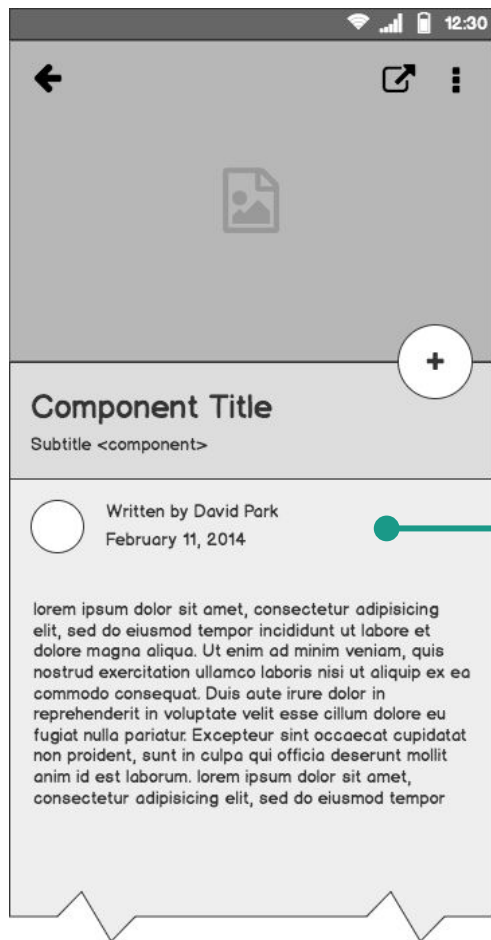 12:30
Component Title
Subtitle <component>
Written by David Park
February 11, 2014
lorem ipsum dolor sit amet, consectetur adipisicing
elit, sed do eiusmod tempor incididunt ut labore et
dolore magna aliqua. Ut enim ad minim veniam, quis
nostrud exercitation ullamco laboris nisi ut aliquip ex ea
commodo consequat. Duis aute irure dolor in
reprehenderit in voluptate velit esse cillum dolore eu
fugiat nulla pariatur. Excepteur sint occaecat cupidatat
non proident, sunt in culpa qui officia deserunt mollit
anim id est laborum. lorem ipsum dolor sit amet,
consectetur adipisicing elit, sed do eiusmod tempor